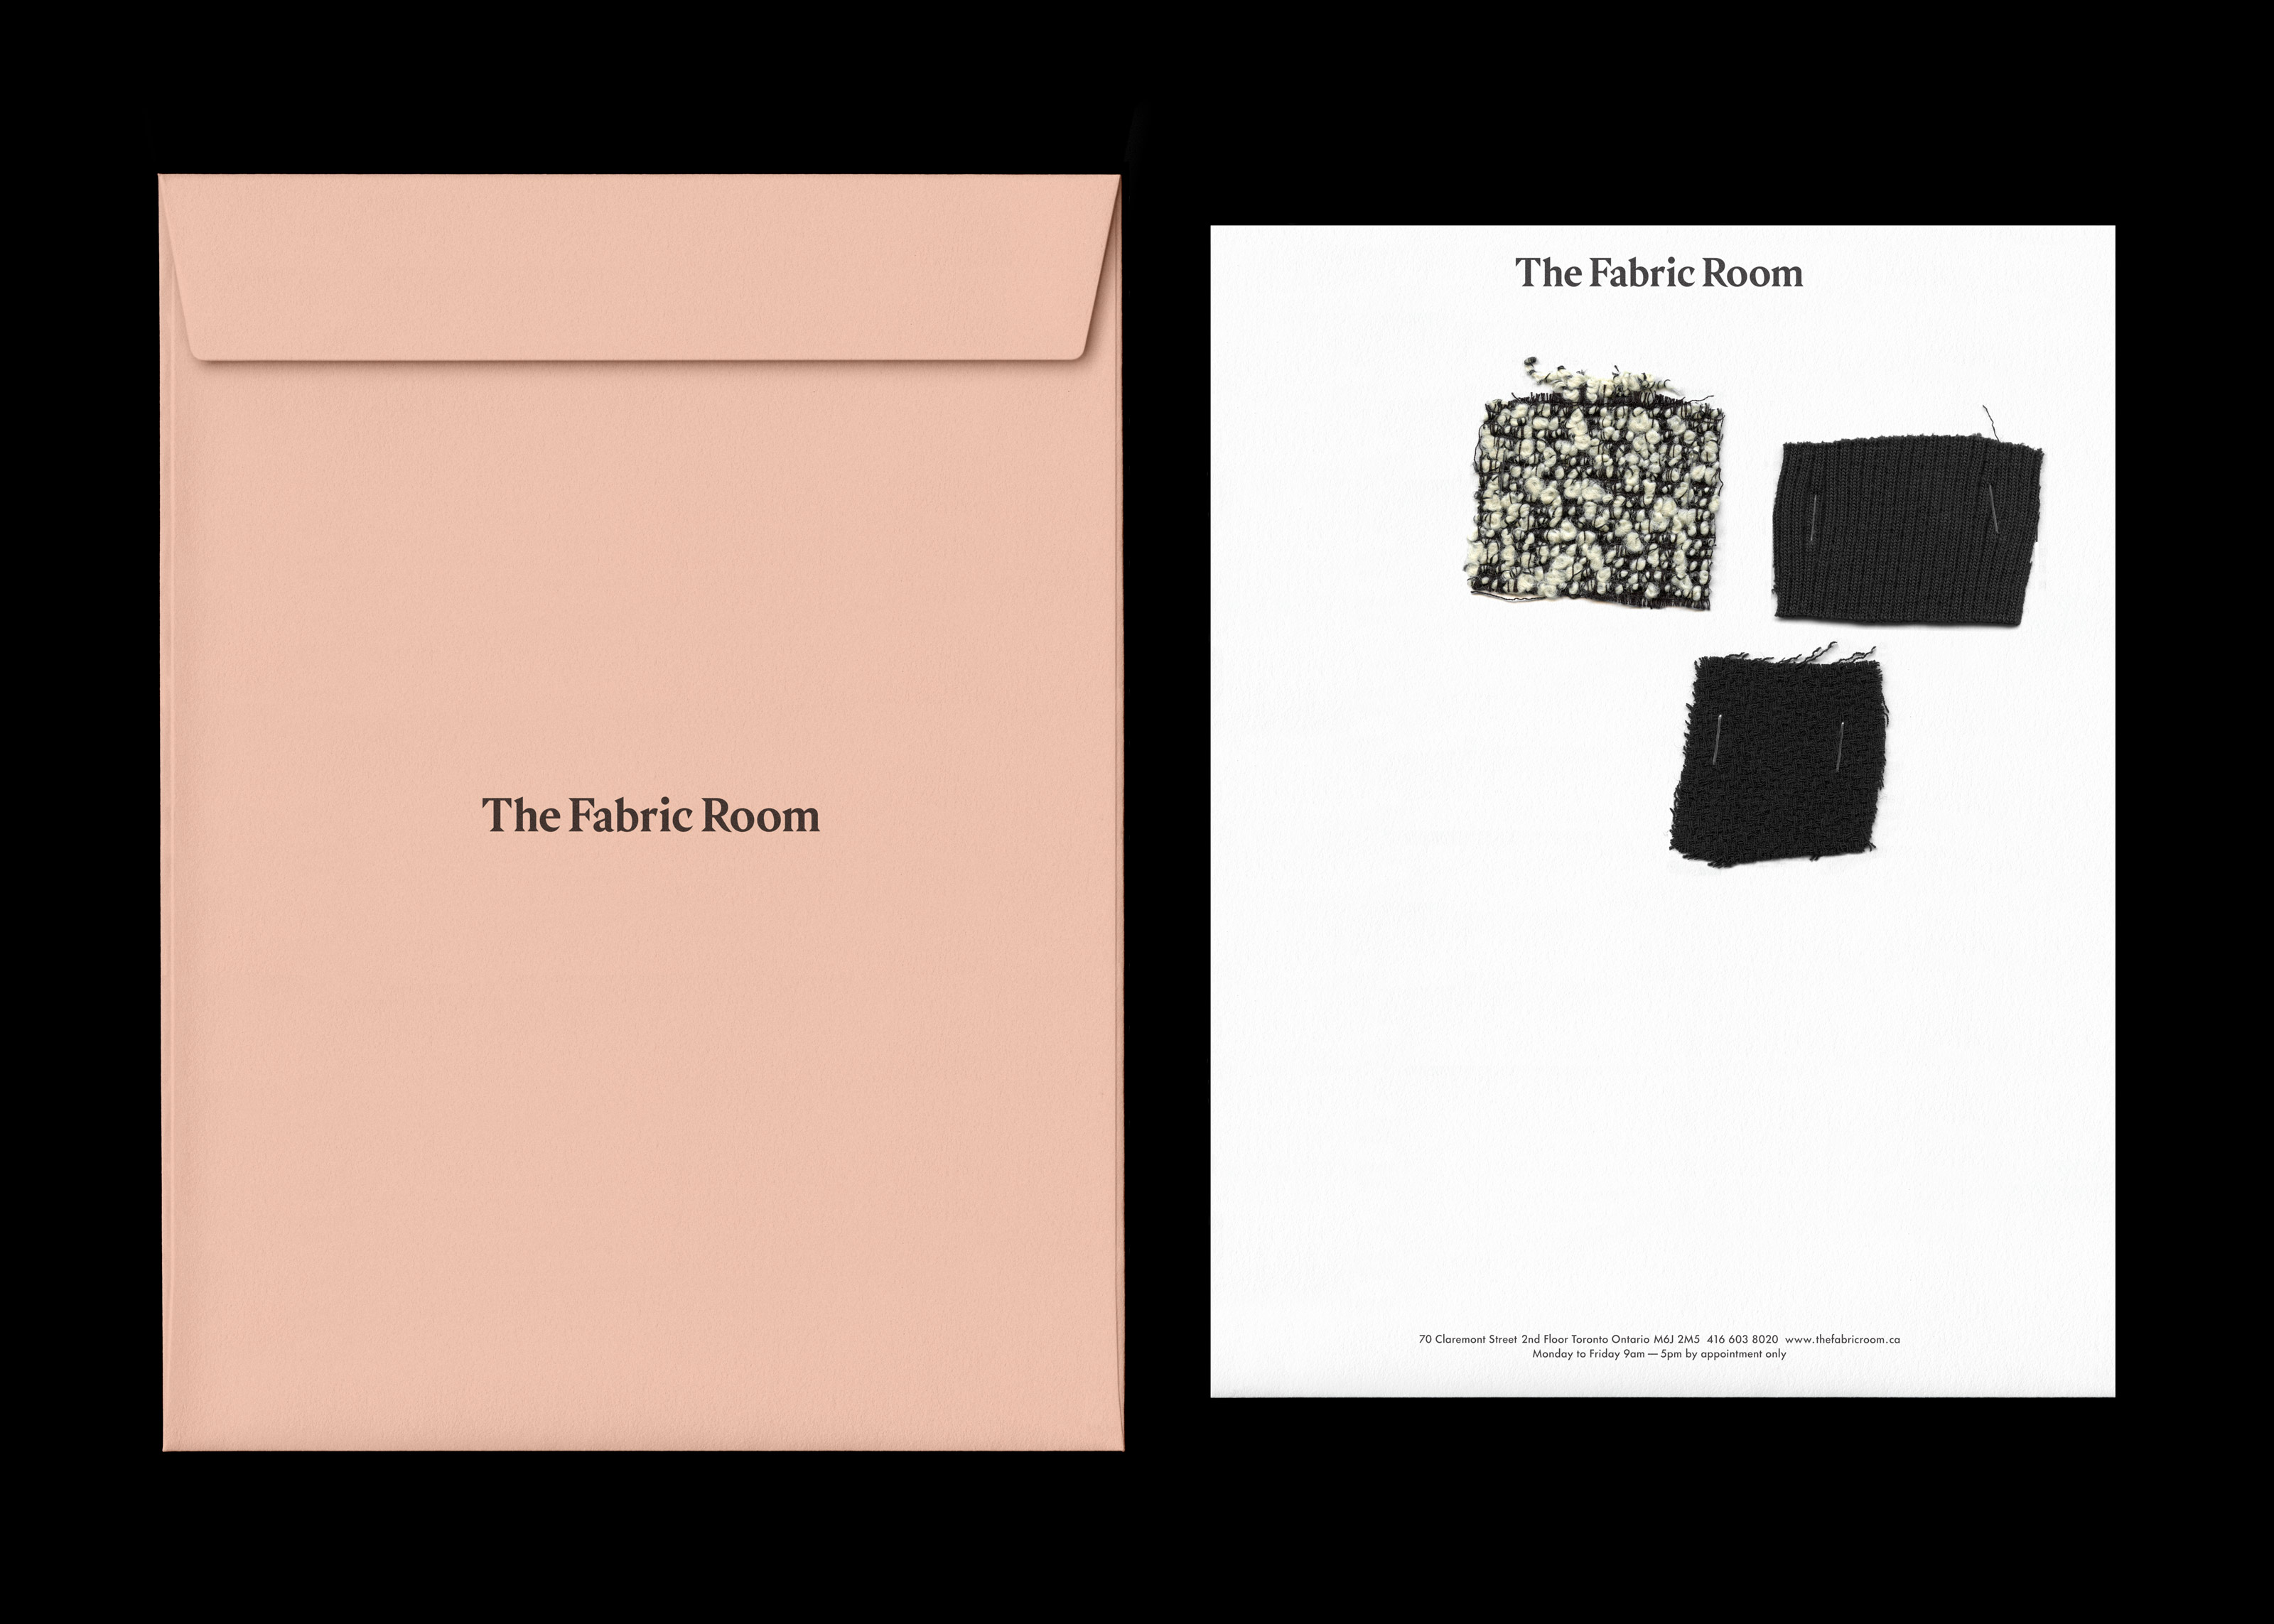 The Fabric Room
The Fabric Room
70 Claremont Street 2nd Floor Toronto Ontario M6J 2M5 416 603 8020 www.thefabricroom.ca
Monday to Friday 9am — 5pm by appointment only